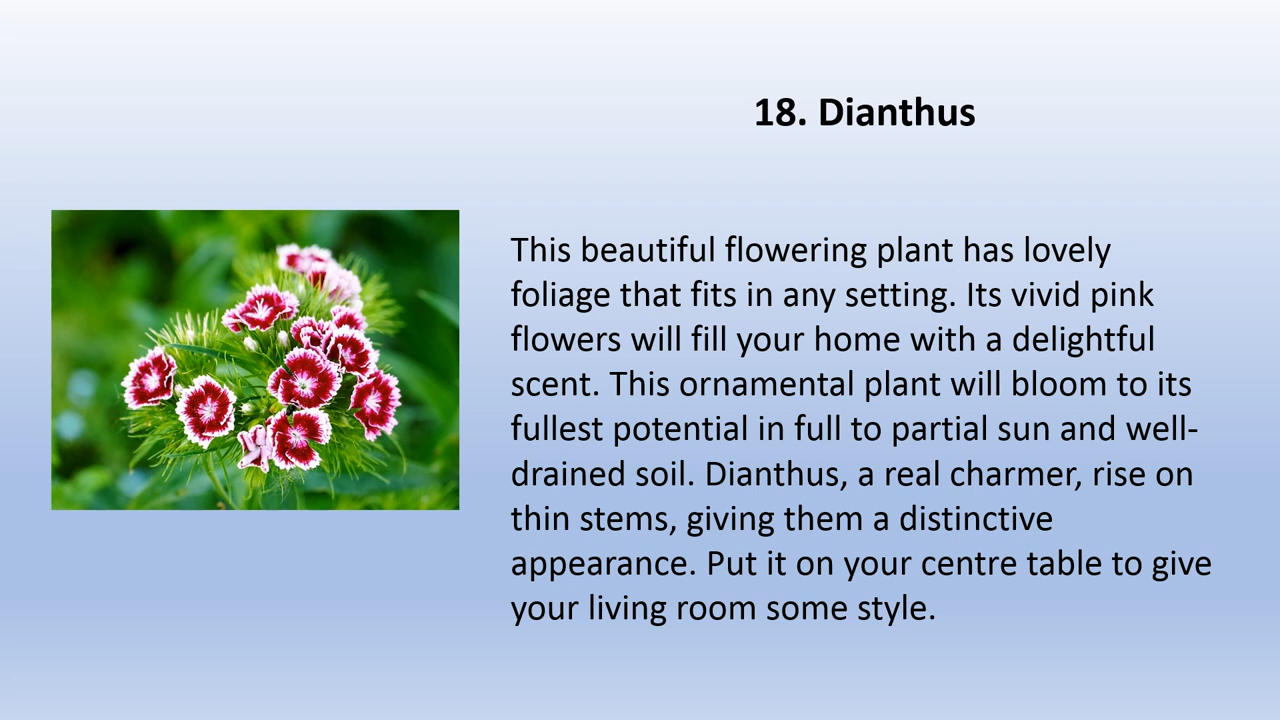 18. Dianthus
This beautiful flowering plant has lovely
foliage that fits in any setting. Its vivid pink
flowers will fill your home with a delightful
scent. This ornamental plant will bloom to its
fullest potential in full to partial sun and well-
drained soil. Dianthus, a real charmer, rise on
thin stems, giving them a distinctive
appearance. Put it on your centre table to give
your living room some style.